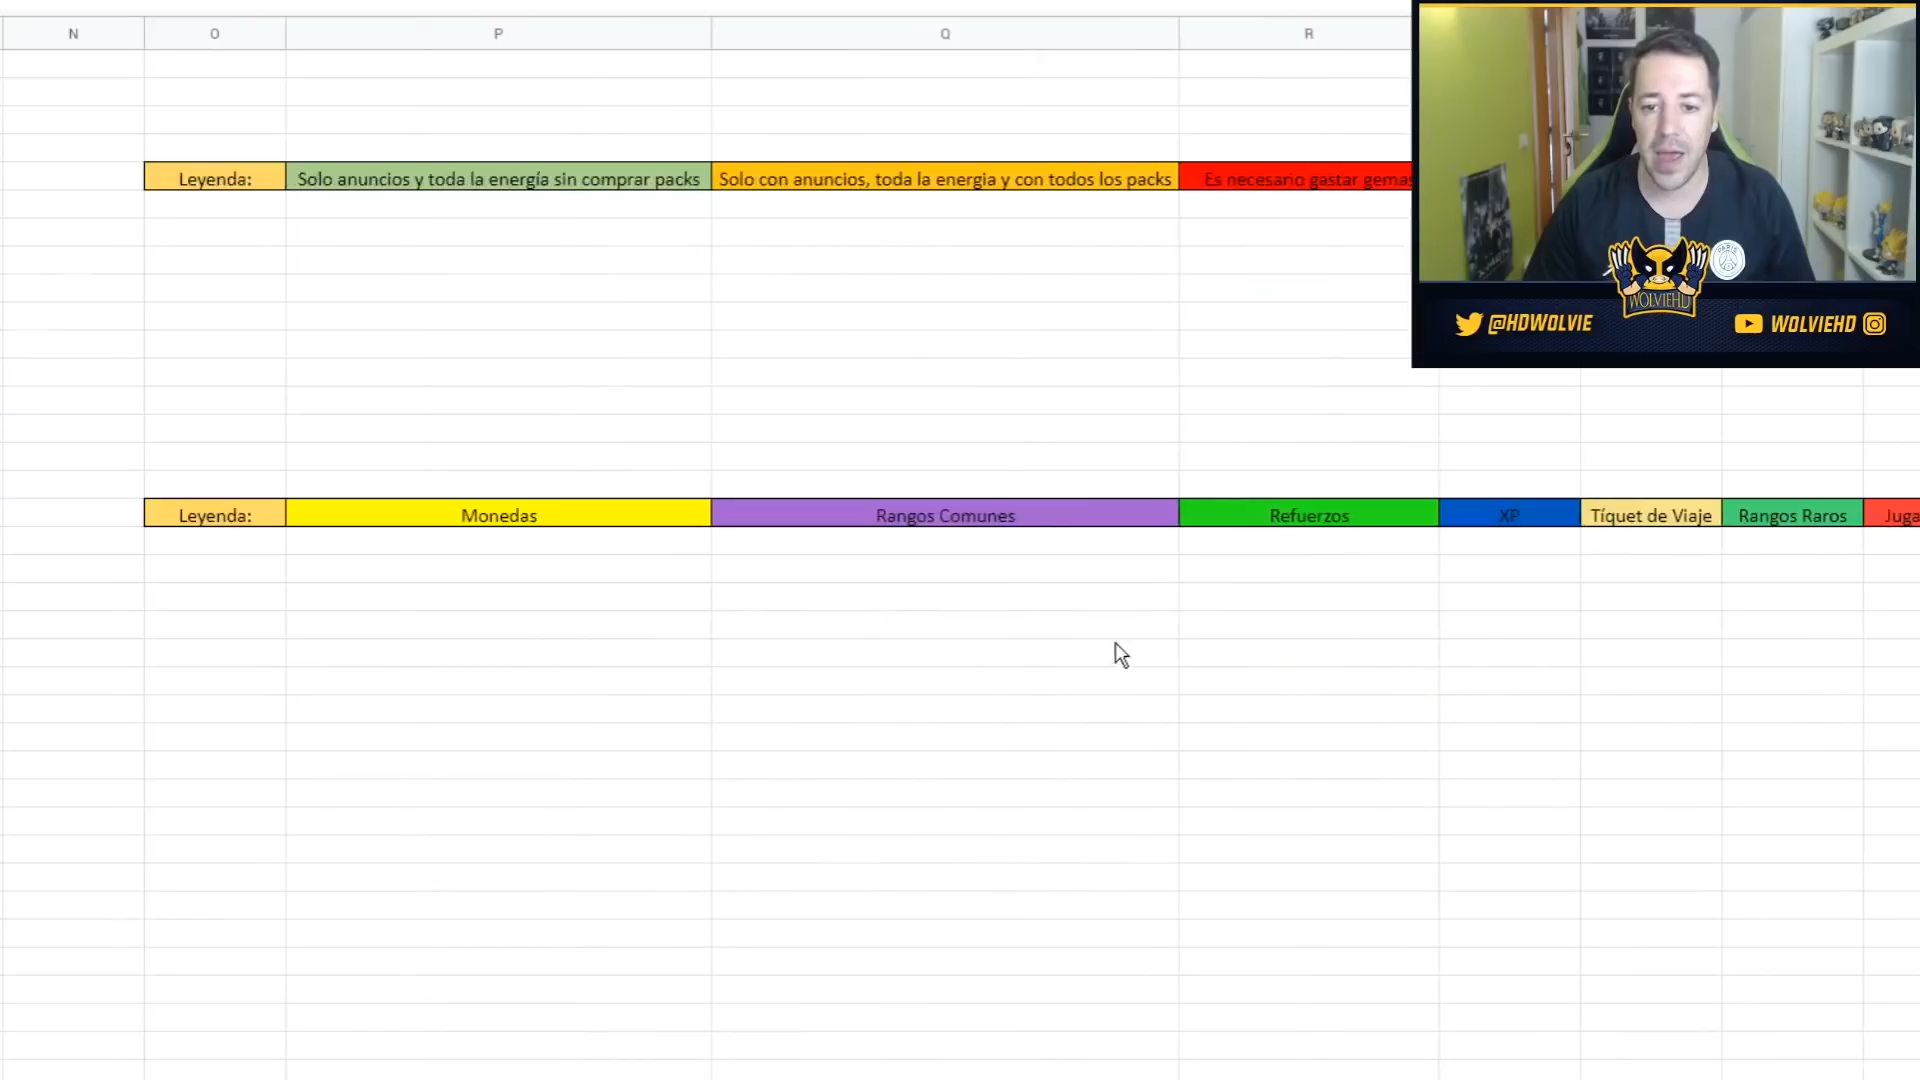 N O P Q R
Leyenda: Solo anuncios y toda la energía sin comprar packs Solo con anuncios, toda la energia y con todos los packs Es necesario gastar gemas
WOLVIEHD
@HDWOLVIE WOLVIEHD
Leyenda: Monedas Rangos Comunes Refuerzos XP Tíquet de Viaje Rangos Raros Juga